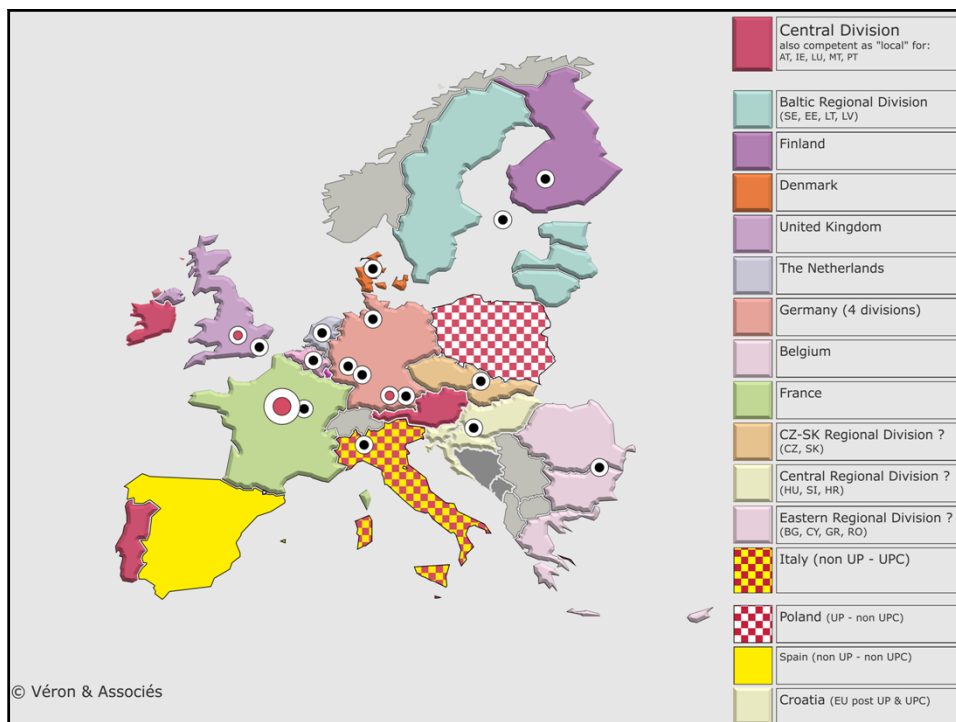 Central Division
also competent as "local" for:
AT, IE, LU, MT, PT
Baltic Regional Division
(SE, EE, LT, LV)
Finland
Denmark
United Kingdom
The Netherlands
Germany (4 divisions)
Belgium
France
CZ-SK Regional Division ?
(CZ, SK)
Central Regional Division ?
(HU, SI, HR)
Eastern Regional Division ?
(BG, CY, GR, RO)
Italy (non UP - UPC)
Poland (UP - non UPC)
Spain (non UP - non UPC)
Croatia (EU post UP & UPC)
© Véron & Associés